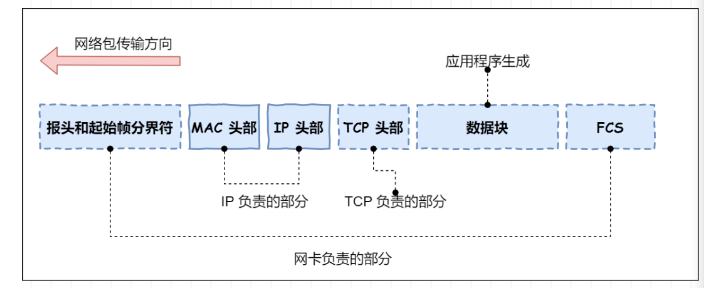 网络包传输方向
应用程序生成
报头和起始帧分界符
MAC 头部
IP 头部
TCP 头部
数据块
FCS
IP 负责的部分
TCP 负责的部分
网卡负责的部分